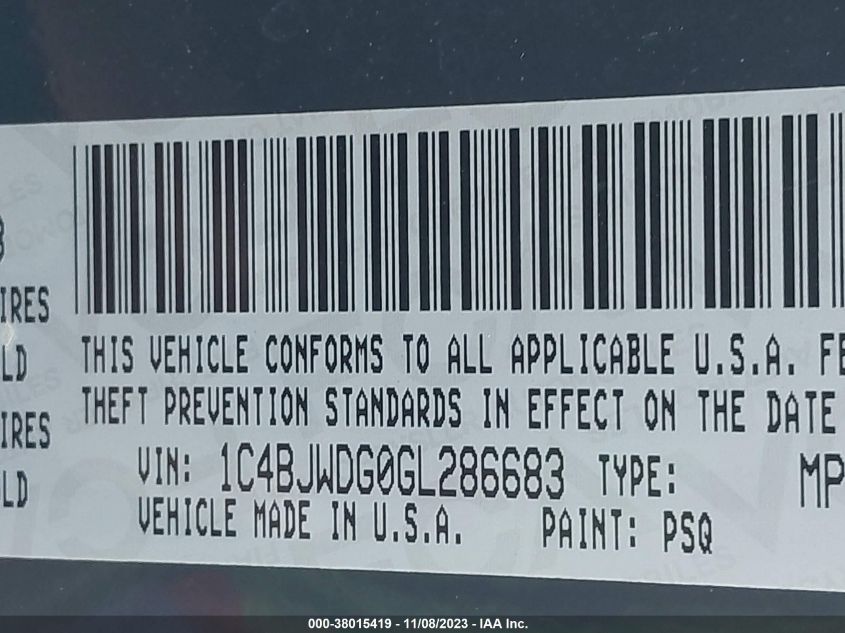 IRES
LD
IRES
LD
THIS VEHICLE CONFORMS TO ALL APPLICABLE U.S.A. FE
THEFT PREVENTION STANDARDS IN EFFECT ON THE DATE
VIN: 1C4BJWDG0GL286683 TYPE: MP
VEHICLE MADE IN U.S.A. PAINT: PSQ
000-38015419 - 11/08/2023 - IAA Inc.